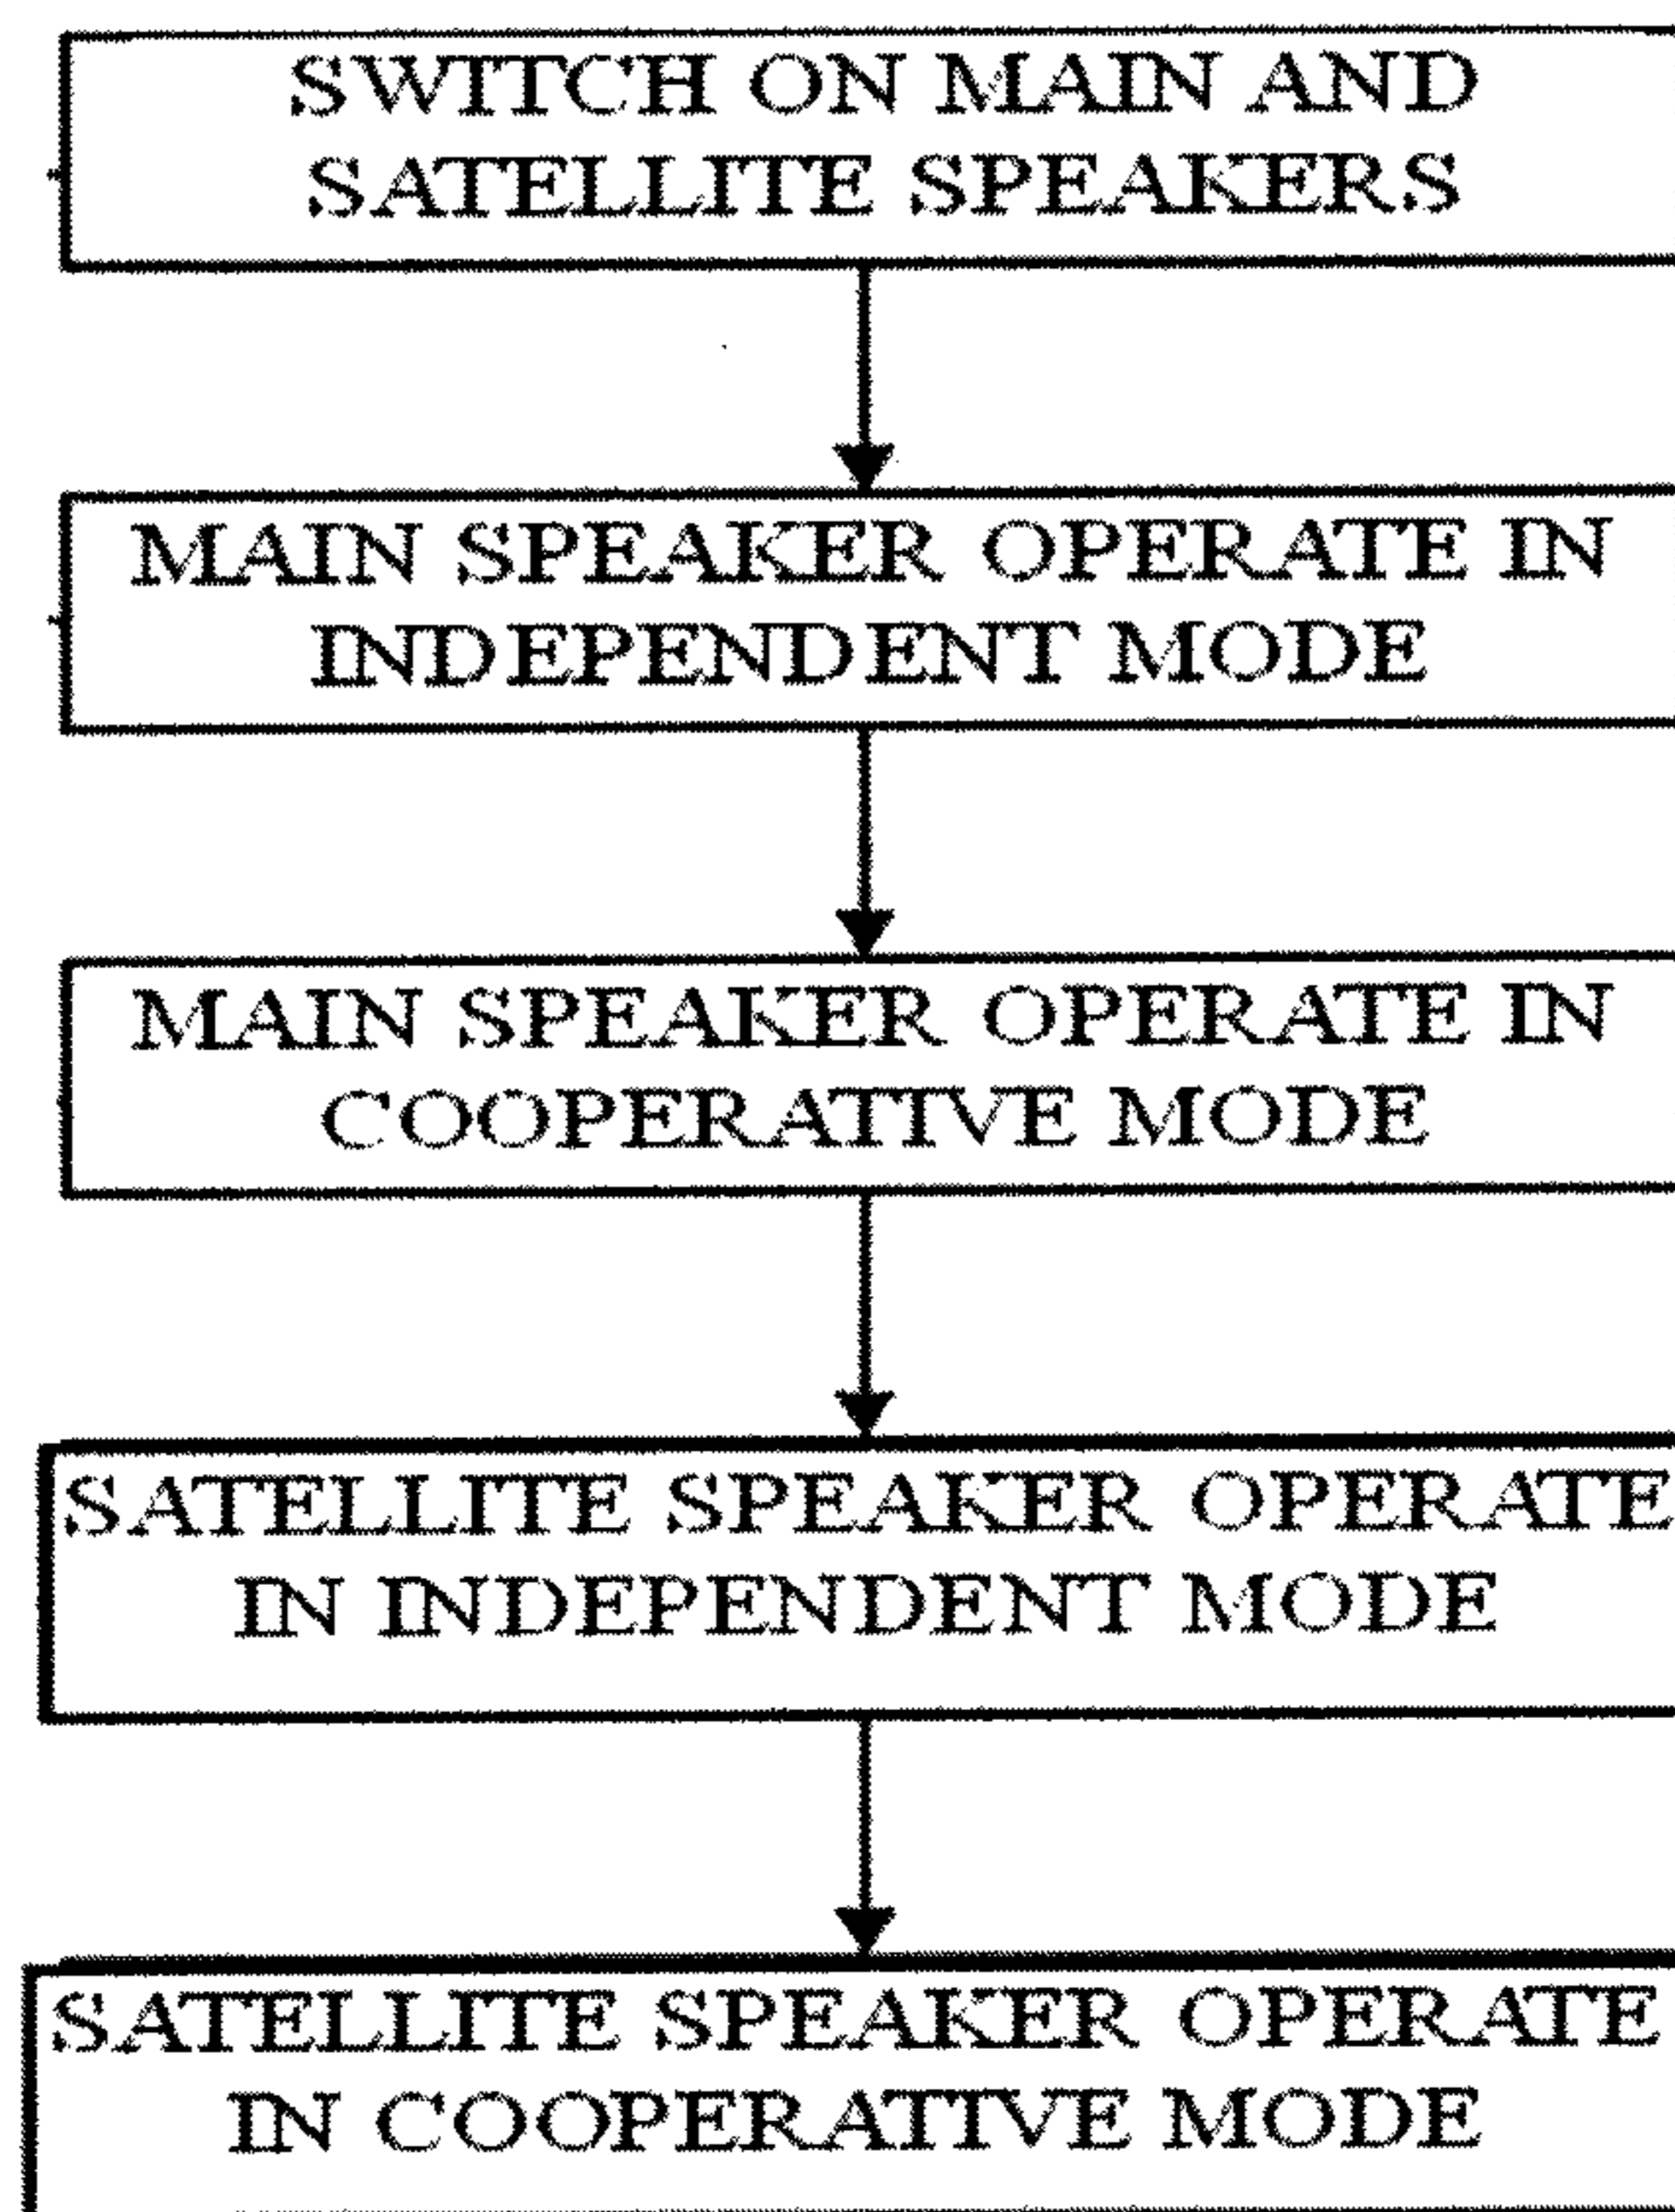 SWITCH ON MAIN AND
SATELLITE SPEAKERS
MAIN SPEAKER OPERATE IN
INDEPENDENT MODE
MAIN SPEAKER OPERATE IN
COOPERATIVE MODE
SATELLITE SPEAKER OPERATE
IN INDEPENDENT MODE
SATELLITE SPEAKER OPERATE
IN COOPERATIVE MODE